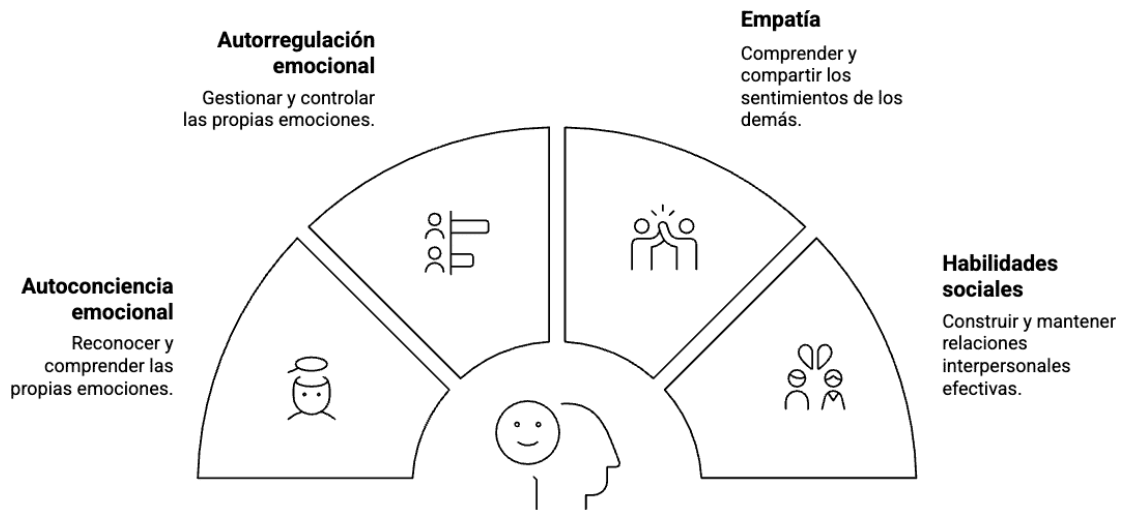 Autorregulación
emocional
Gestionar y controlar
las propias emociones.
Empatía
Comprender y
compartir los
sentimientos de los
demás.
Autoconciencia
emocional
Reconocer y
comprender las
propias emociones.
Habilidades
sociales
Construir y mantener
relaciones
interpersonales
efectivas.